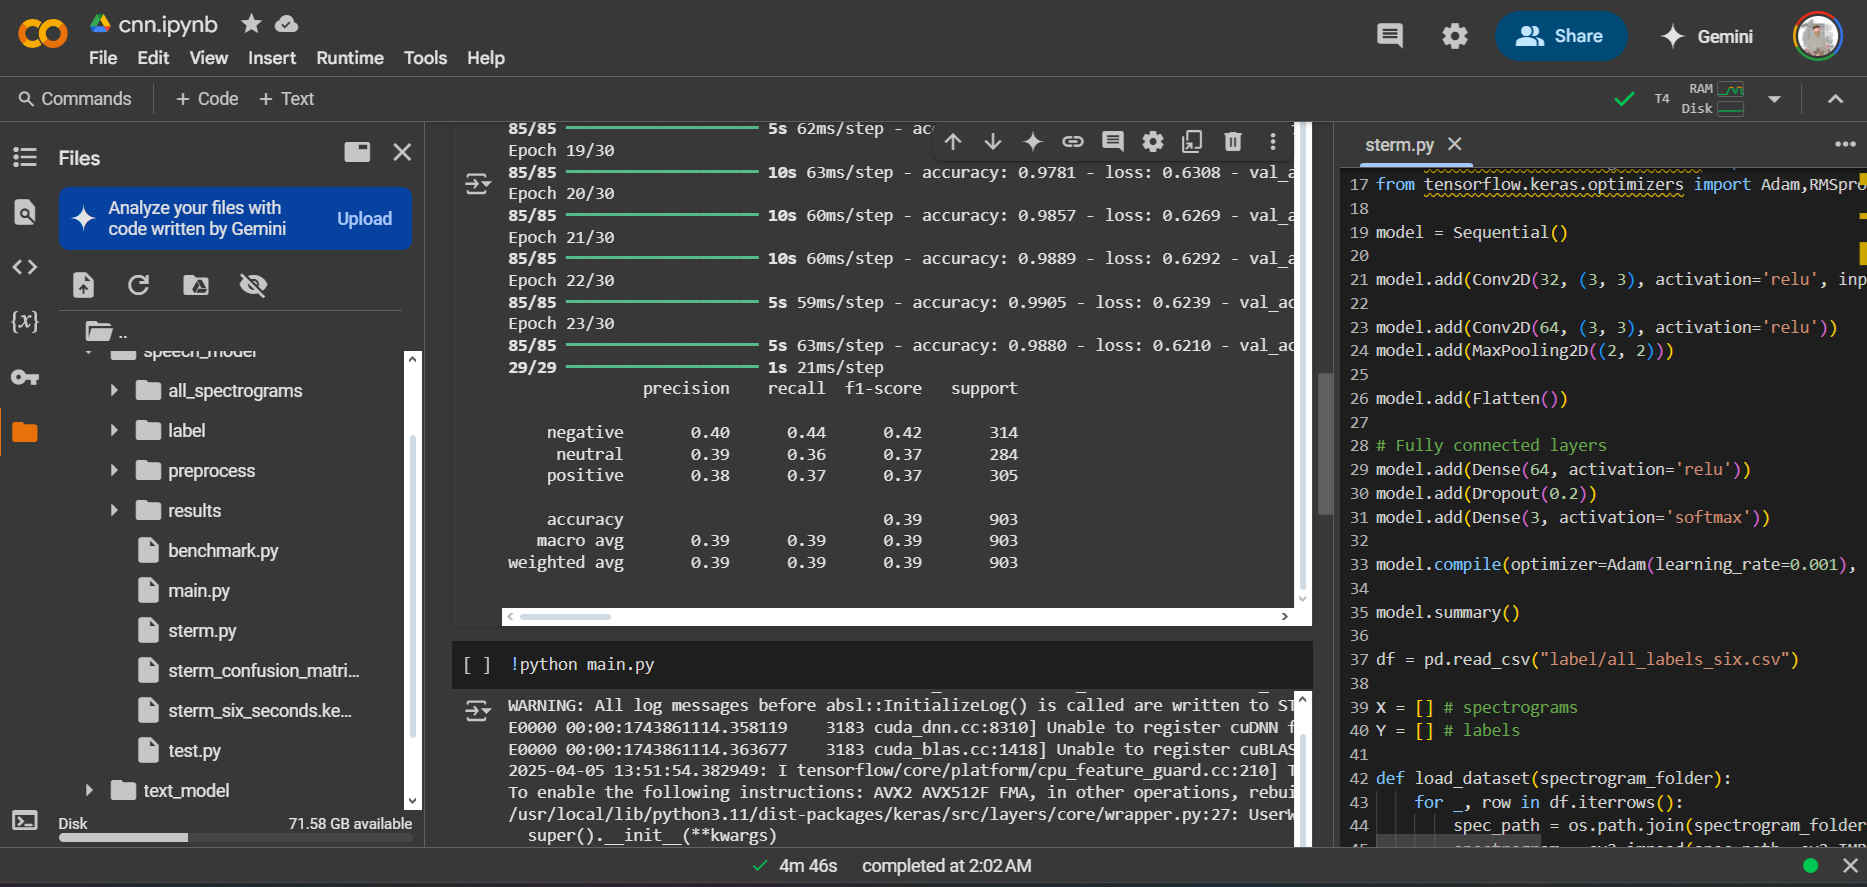 cnn.ipynb
File Edit View Insert Runtime Tools Help
Share
Gemini
Commands
+ Code + Text
T4
RAM
Disk
Files
Analyze your files with
code written by Gemini
Upload
{x}
..
speech_model
all_spectrograms
label
preprocess
results
benchmark.py
main.py
sterm.py
sterm_confusion_matri...
sterm_six_seconds.ke...
test.py
text_model
Disk
71.58 GB available
85/85 5s 62ms/step - ac
Epoch 19/30
85/85 10s 63ms/step - accuracy: 0.9781 - loss: 0.6308 - val_a
Epoch 20/30
85/85 10s 60ms/step - accuracy: 0.9857 - loss: 0.6269 - val_a
Epoch 21/30
85/85 10s 60ms/step - accuracy: 0.9889 - loss: 0.6292 - val_a
Epoch 22/30
85/85 5s 59ms/step - accuracy: 0.9905 - loss: 0.6239 - val_ac
Epoch 23/30
85/85 5s 63ms/step - accuracy: 0.9880 - loss: 0.6210 - val_ac
29/29 1s 21ms/step
precision recall f1-score support
negative 0.40 0.44 0.42 314
neutral 0.39 0.36 0.37 284
positive 0.38 0.37 0.37 305
accuracy 0.39 903
macro avg 0.39 0.39 0.39 903
weighted avg 0.39 0.39 0.39 903
[ ] !python main.py
WARNING: All log messages before absl::InitializeLog() is called are written to ST
E0000 00:00:1743861114.358119 3183 cuda_dnn.cc:8310] Unable to register cuDNN f
E0000 00:00:1743861114.363677 3183 cuda_blas.cc:1418] Unable to register cuBLAS
2025-04-05 13:51:54.382949: I tensorflow/core/platform/cpu_feature_guard.cc:210] T
To enable the following instructions: AVX2 AVX512F FMA, in other operations, rebui
/usr/local/lib/python3.11/dist-packages/keras/src/layers/core/wrapper.py:27: UserW
super().__init__(**kwargs)
sterm.py
17 from tensorflow.keras.optimizers import Adam,RMSpro
18
19 model = Sequential()
20
21 model.add(Conv2D(32, (3, 3), activation='relu', inp
22
23 model.add(Conv2D(64, (3, 3), activation='relu'))
24 model.add(MaxPooling2D((2, 2)))
25
26 model.add(Flatten())
27
28 # Fully connected layers
29 model.add(Dense(64, activation='relu'))
30 model.add(Dropout(0.2))
31 model.add(Dense(3, activation='softmax'))
32
33 model.compile(optimizer=Adam(learning_rate=0.001),
34
35 model.summary()
36
37 df = pd.read_csv("label/all_labels_six.csv")
38
39 X = [] # spectrograms
40 Y = [] # labels
41
42 def load_dataset(spectrogram_folder):
43 for _, row in df.iterrows():
44 spec_path = os.path.join(spectrogram_folder
4m 46s completed at 2:02 AM